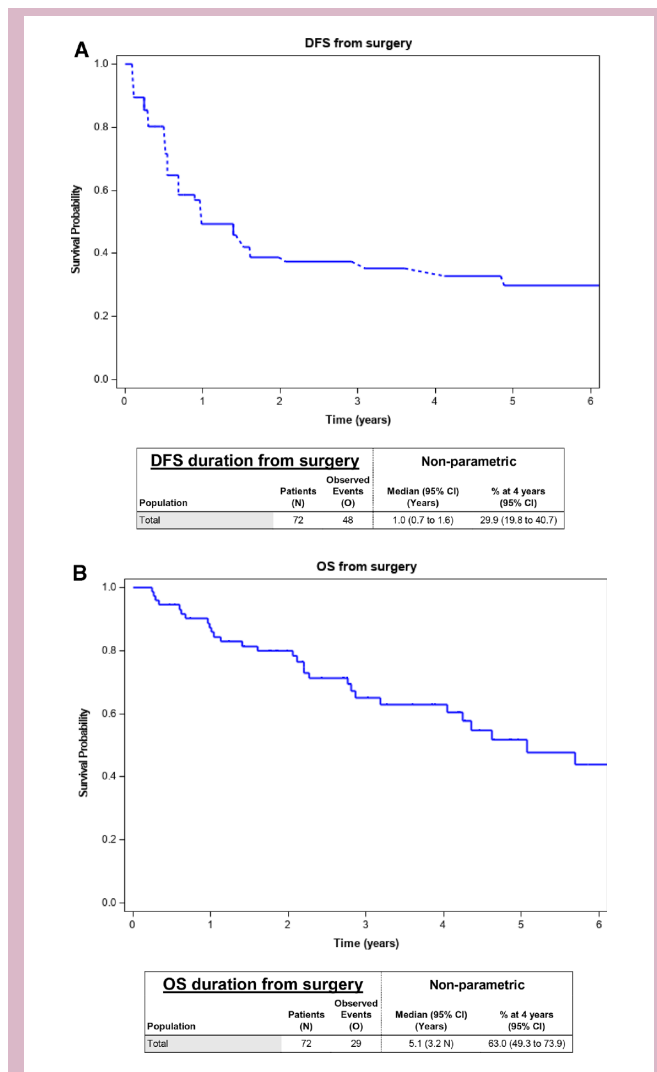 A
DFS from surgery
Survival Probability
1.0
0.8
0.6
0.4
0.2
0.0
0 1 2 3 4 5 6
Time (years)
DFS duration from surgery Non-parametric
Population Patients (N) Observed Events (O) Median (95% CI) (Years) % at 4 years (95% CI)
Total 72 48 1.0 (0.7 to 1.6) 29.9 (19.8 to 40.7)
B
OS from surgery
Survival Probability
1.0
0.8
0.6
0.4
0.2
0.0
0 1 2 3 4 5 6
Time (years)
OS duration from surgery Non-parametric
Population Patients (N) Observed Events (O) Median (95% CI) (Years) % at 4 years (95% CI)
Total 72 29 5.1 (3.2 N) 63.0 (49.3 to 73.9)